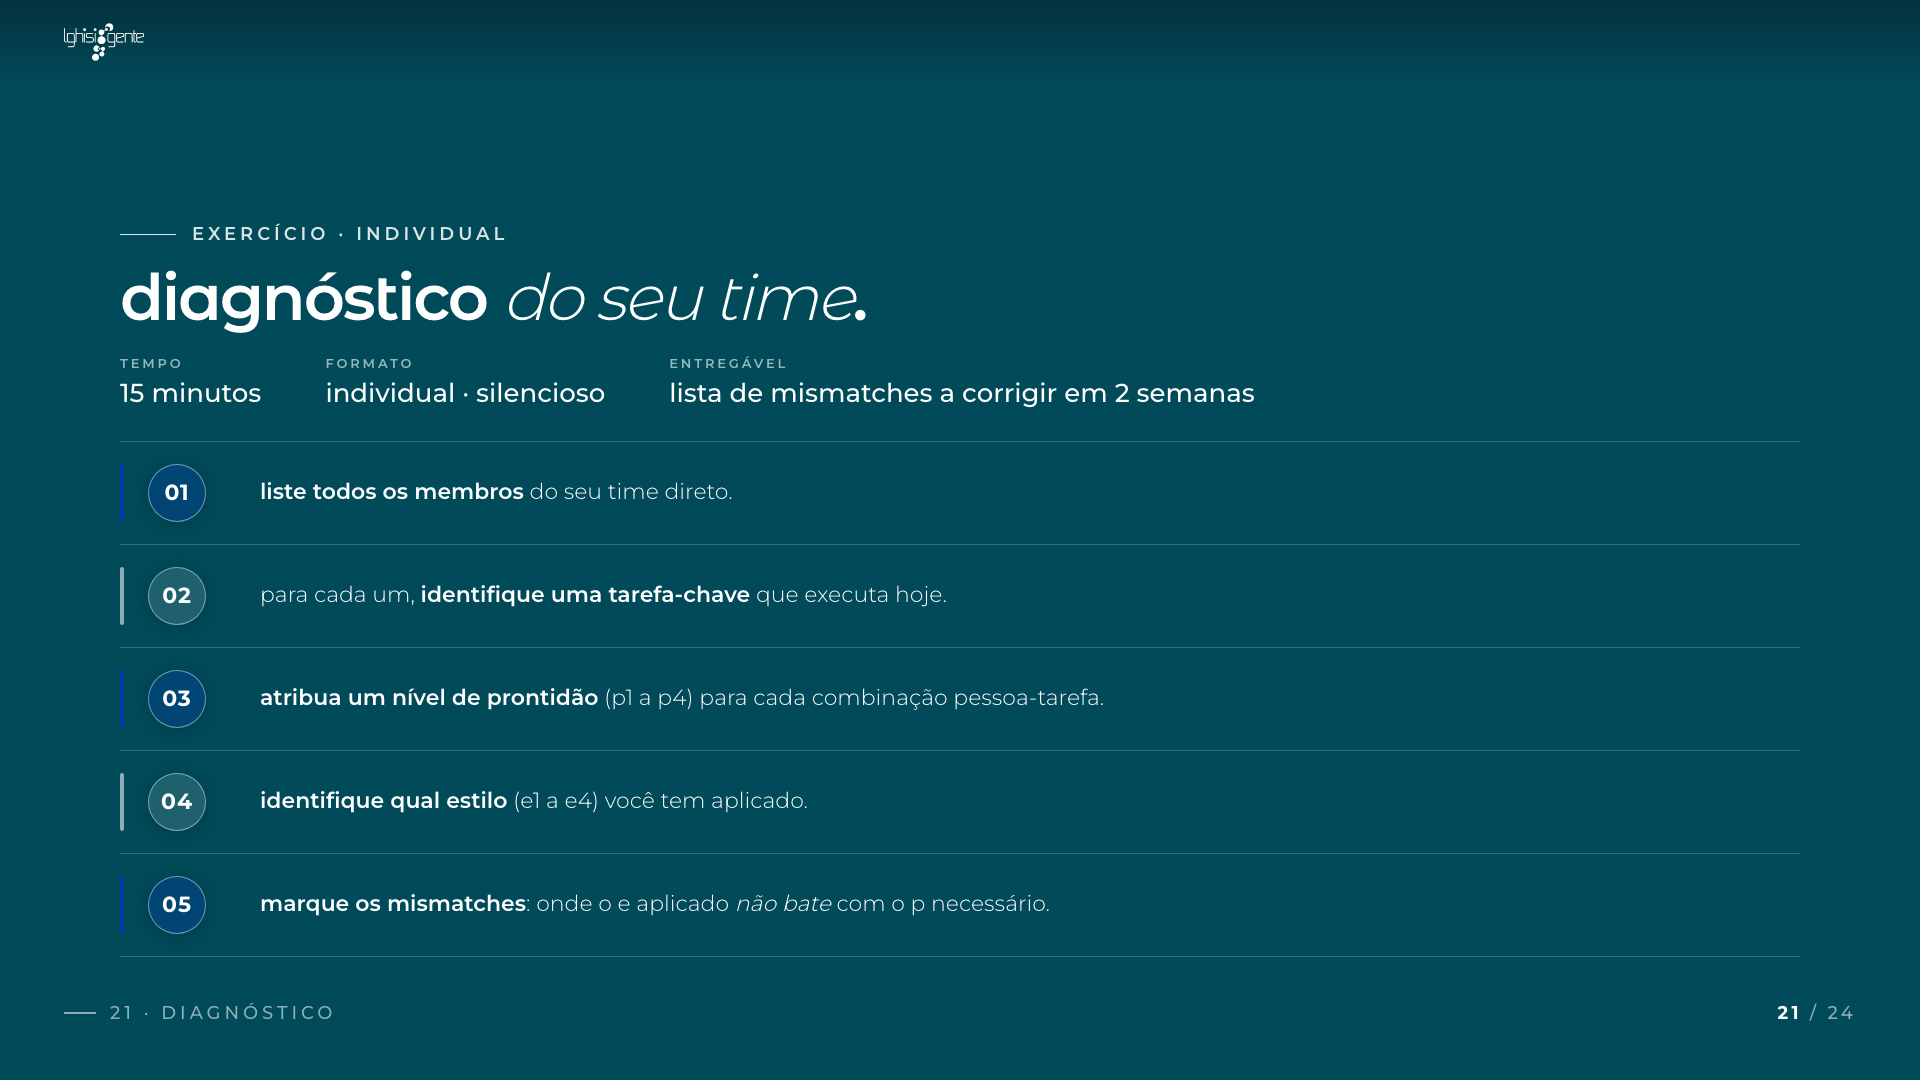 lghisi gente
EXERCÍCIO · INDIVIDUAL
diagnóstico do seu time.
TEMPO
15 minutos
FORMATO
individual · silencioso
ENTREGÁVEL
lista de mismatches a corrigir em 2 semanas
01
liste todos os membros do seu time direto.
02
para cada um, identifique uma tarefa-chave que executa hoje.
03
atribua um nível de prontidão (p1 a p4) para cada combinação pessoa-tarefa.
04
identifique qual estilo (e1 a e4) você tem aplicado.
05
marque os mismatches: onde o e aplicado não bate com o p necessário.
21 · DIAGNÓSTICO
21 / 24